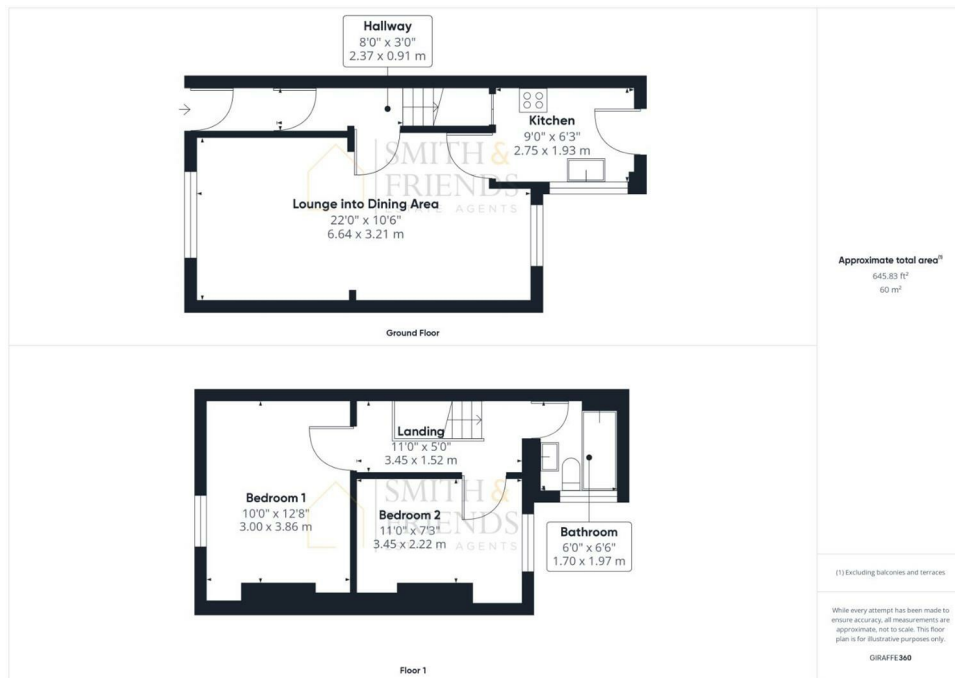 Hallway
8'0" x 3'0"
2.37 x 0.91 m
Kitchen
9'0" x 6'3"
2.75 x 1.93 m
SMITH &
FRIENDS
ESTATE AGENTS
Lounge into Dining Area
22'0" x 10'6"
6.64 x 3.21 m
Ground Floor
Approximate total area(1)
645.83 ft²
60 m²
Landing
11'0" x 5'0"
3.45 x 1.52 m
Bedroom 1
10'0" x 12'8"
3.00 x 3.86 m
SMITH &
FRIENDS
ESTATE AGENTS
Bedroom 2
11'0" x 7'3"
3.45 x 2.22 m
Bathroom
6'0" x 6'6"
1.70 x 1.97 m
Floor 1
(1) Excluding balconies and terraces
While every attempt has been made to
ensure accuracy, all measurements are
approximate, not to scale. This floor
plan is for illustrative purposes only.
GIRAFFE360